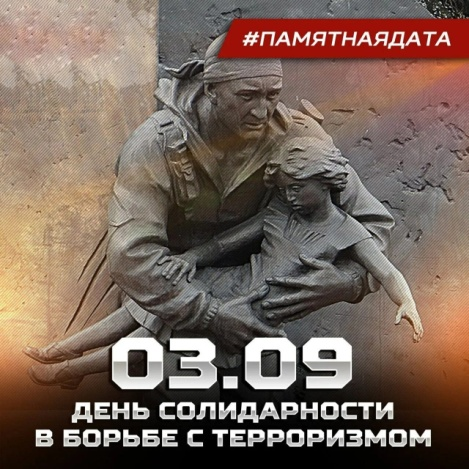 #ПАМЯТНАЯДАТА
03.09
ДЕНЬ СОЛИДАРНОСТИ
В БОРЬБЕ С ТЕРРОРИЗМОМ